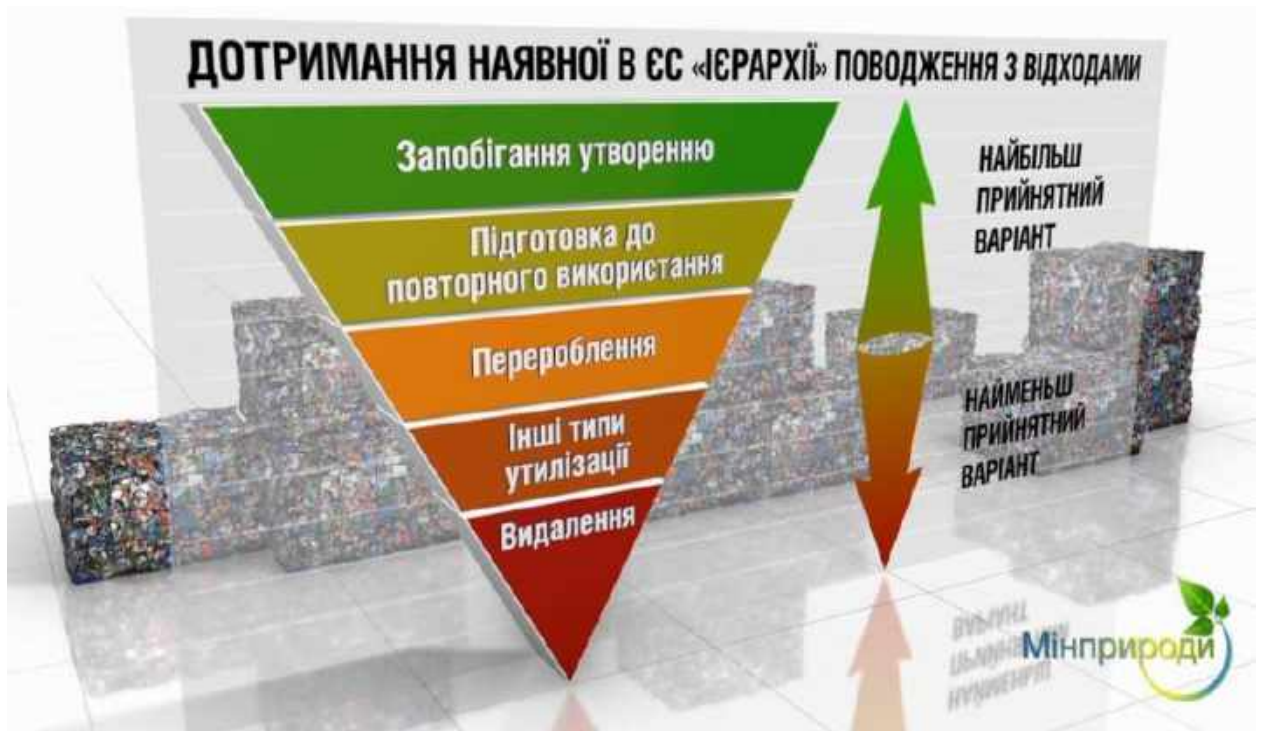 ДОТРИМАННЯ НАЯВНОЇ В ЄС «ІЄРАРХІЇ» ПОВОДЖЕННЯ З ВІДХОДАМИ
Запобігання утворенню
Підготовка до
повторного використання
Перероблення
Інші типи
утилізації
Видалення
НАЙБІЛЬШ
ПРИЙНЯТНИЙ
ВАРІАНТ
НАЙМЕНЬШ
ПРИЙНЯТНИЙ
ВАРІАНТ
Мінприроди